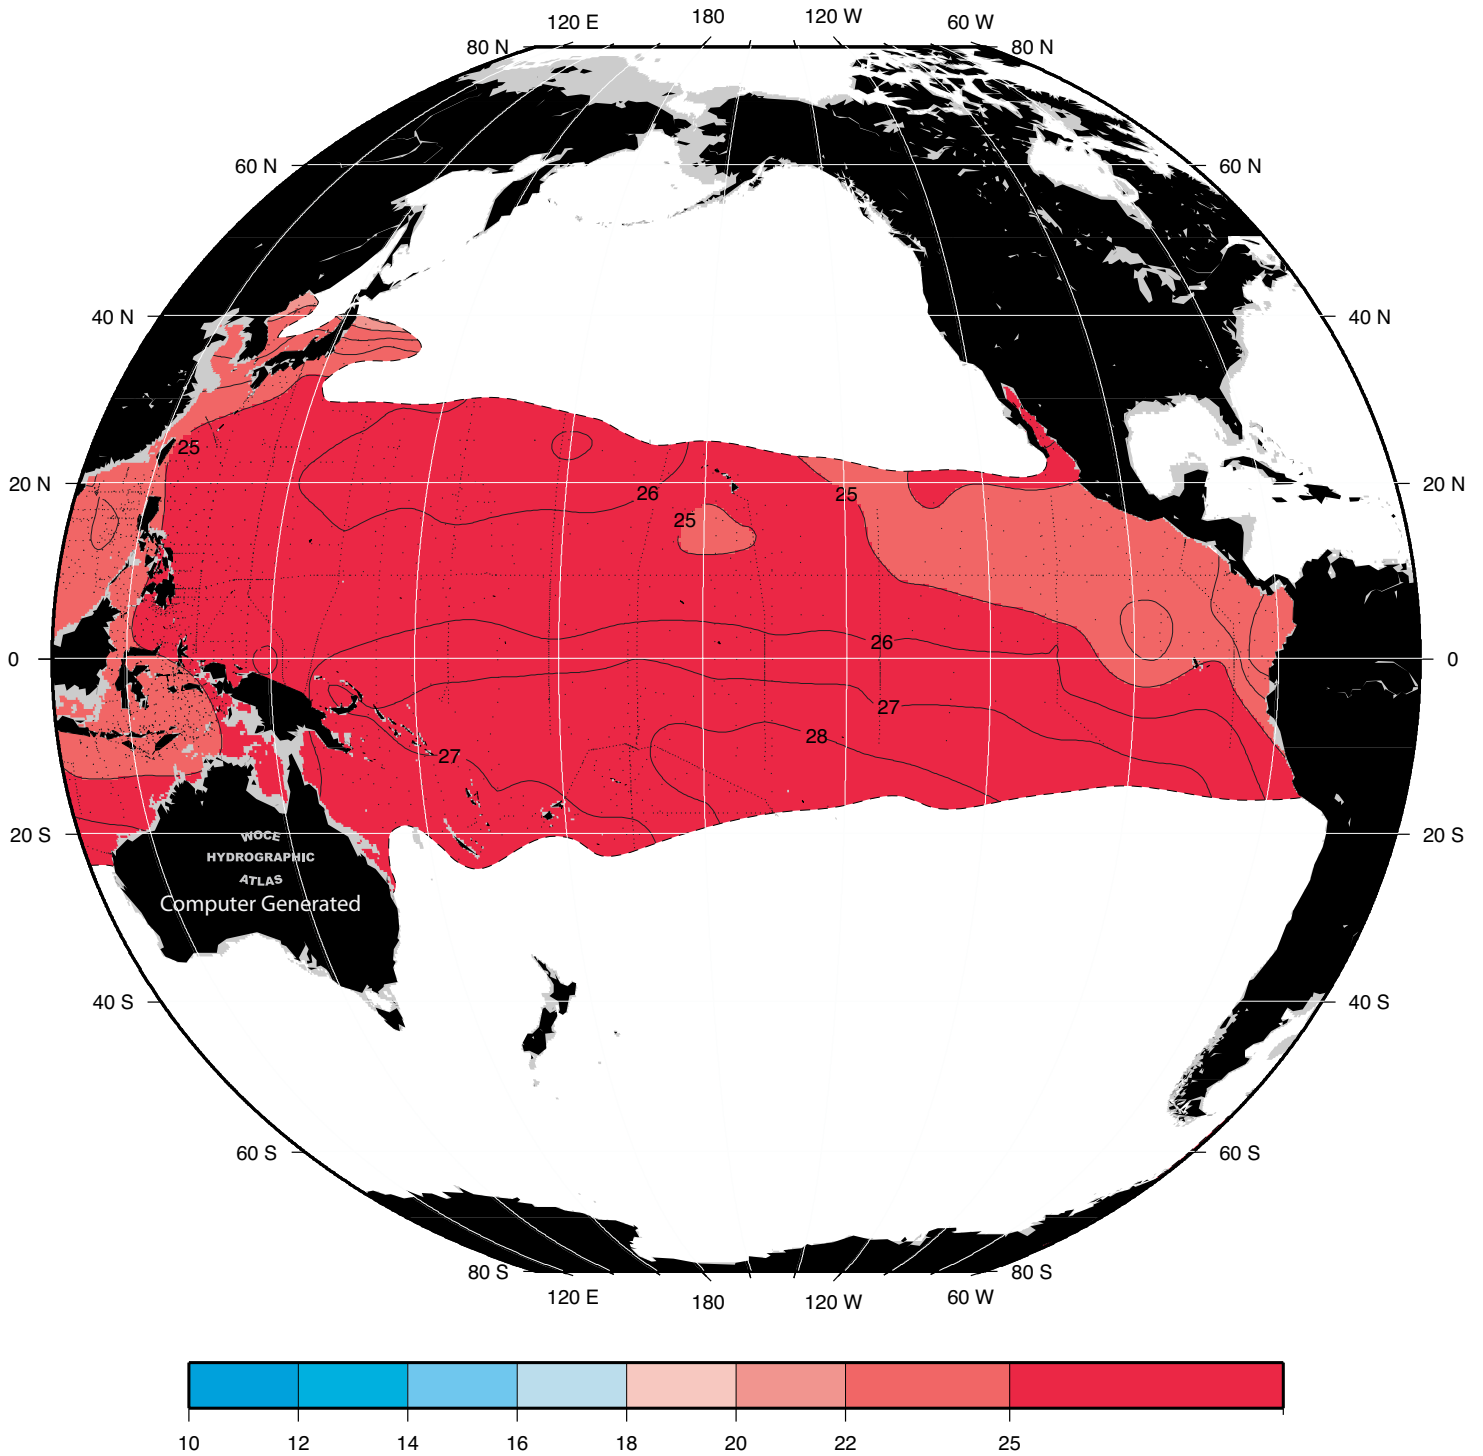 120 E 180 120 W 60 W
80 N 80 N
60 N 60 N
40 N 40 N
25
20 N 26 25 20 N
25
26
0 0
27
28
27
20 S 20 S
WOCE
HYDROGRAPHIC
ATLAS
Computer Generated
40 S 40 S
60 S 60 S
80 S 80 S
120 E 180 120 W 60 W
10 12 14 16 18 20 22 25